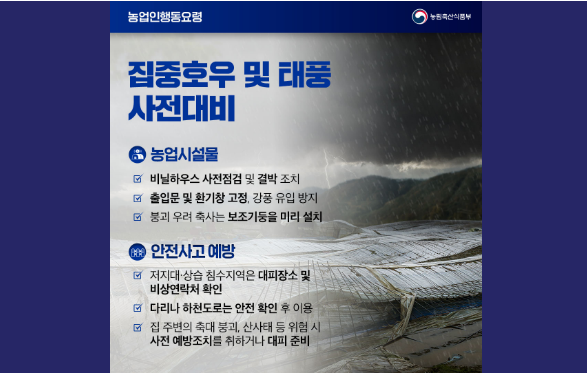 농업인행동요령
농림축산식품부
집중호우 및 태풍
사전대비
농업시설물
비닐하우스 사전점검 및 결박 조치
출입문 및 환기창 고정, 강풍 유입 방지
붕괴 우려 축사는 보조기둥을 미리 설치
안전사고 예방
저지대·상습 침수지역은 대피장소 및
비상연락처 확인
다리나 하천도로는 안전 확인 후 이용
집 주변의 축대 붕괴, 산사태 등 위험 시
사전 예방조치를 취하거나 대피 준비